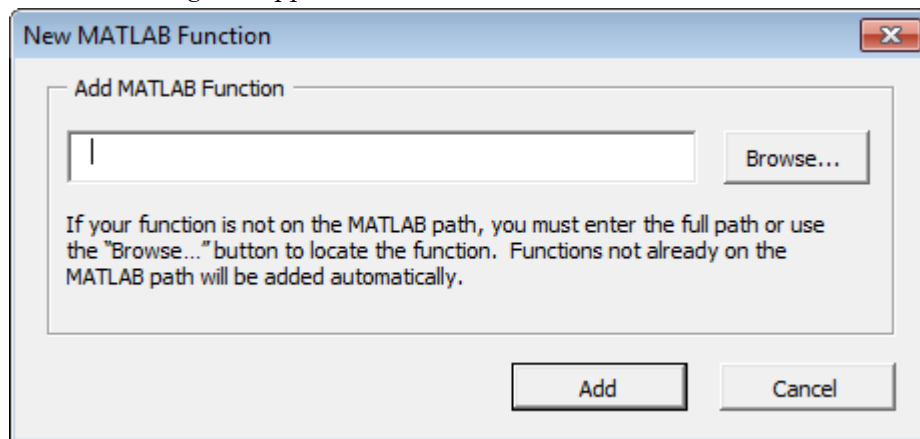 New MATLAB Function
Add MATLAB Function
Browse...
If your function is not on the MATLAB path, you must enter the full path or use
the “Browse...” button to locate the function.  Functions not already on the
MATLAB path will be added automatically.
Add
Cancel